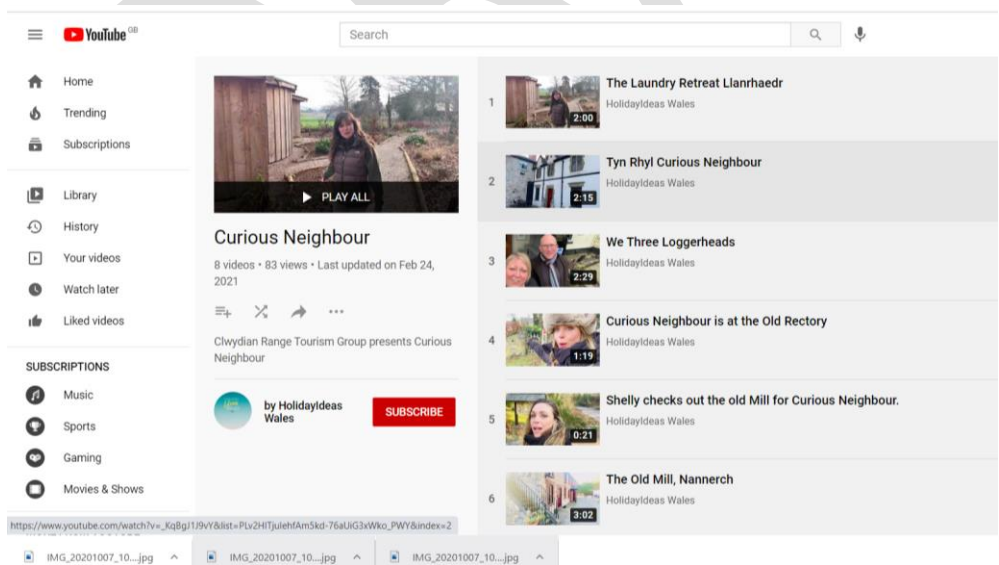 YouTube GB
Search
Home
Trending
Subscriptions
Library
History
Your videos
Watch later
Liked videos
SUBSCRIPTIONS
Music
Sports
Gaming
Movies & Shows
PLAY ALL
Curious Neighbour
8 videos • 83 views • Last updated on Feb 24,
2021
Clwydian Range Tourism Group presents Curious
Neighbour
by HolidayIdeas
Wales
SUBSCRIBE
1
2:00
The Laundry Retreat Llanrhaedr
HolidayIdeas Wales
2
2:15
Tyn Rhyl Curious Neighbour
HolidayIdeas Wales
3
2:29
We Three Loggerheads
HolidayIdeas Wales
4
1:19
Curious Neighbour is at the Old Rectory
HolidayIdeas Wales
5
0:21
Shelly checks out the old Mill for Curious Neighbour.
HolidayIdeas Wales
6
3:02
The Old Mill, Nannerch
HolidayIdeas Wales
https://www.youtube.com/watch?v=_KqBgJ1J9vY&list=PLv2HITjulehfAm5kd-76aUiG3xWko_PWY&index=2
IMG_20201007_10....jpg
IMG_20201007_10....jpg
IMG_20201007_10....jpg